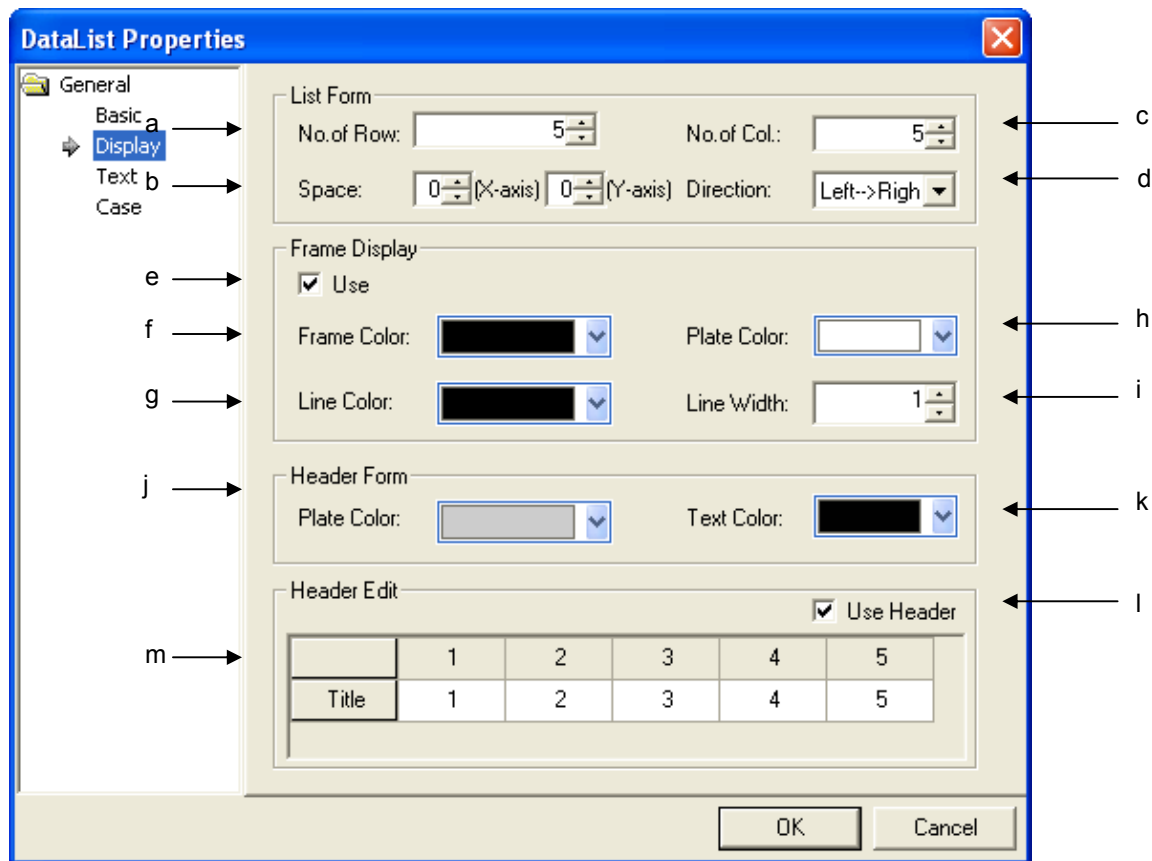 DataList Properties
General
Basic
Display
Text
Case
List Form
a No.of Row: 5 No.of Col.: 5 c
b Space: 0 (X-axis) 0 (Y-axis) Direction: Left-->Righ d
Frame Display
e Use
f Frame Color: Plate Color: h
g Line Color: Line Width: 1 i
Header Form
j Plate Color: Text Color: k
Header Edit
Use Header l
m 1 2 3 4 5
Title 1 2 3 4 5
OK Cancel